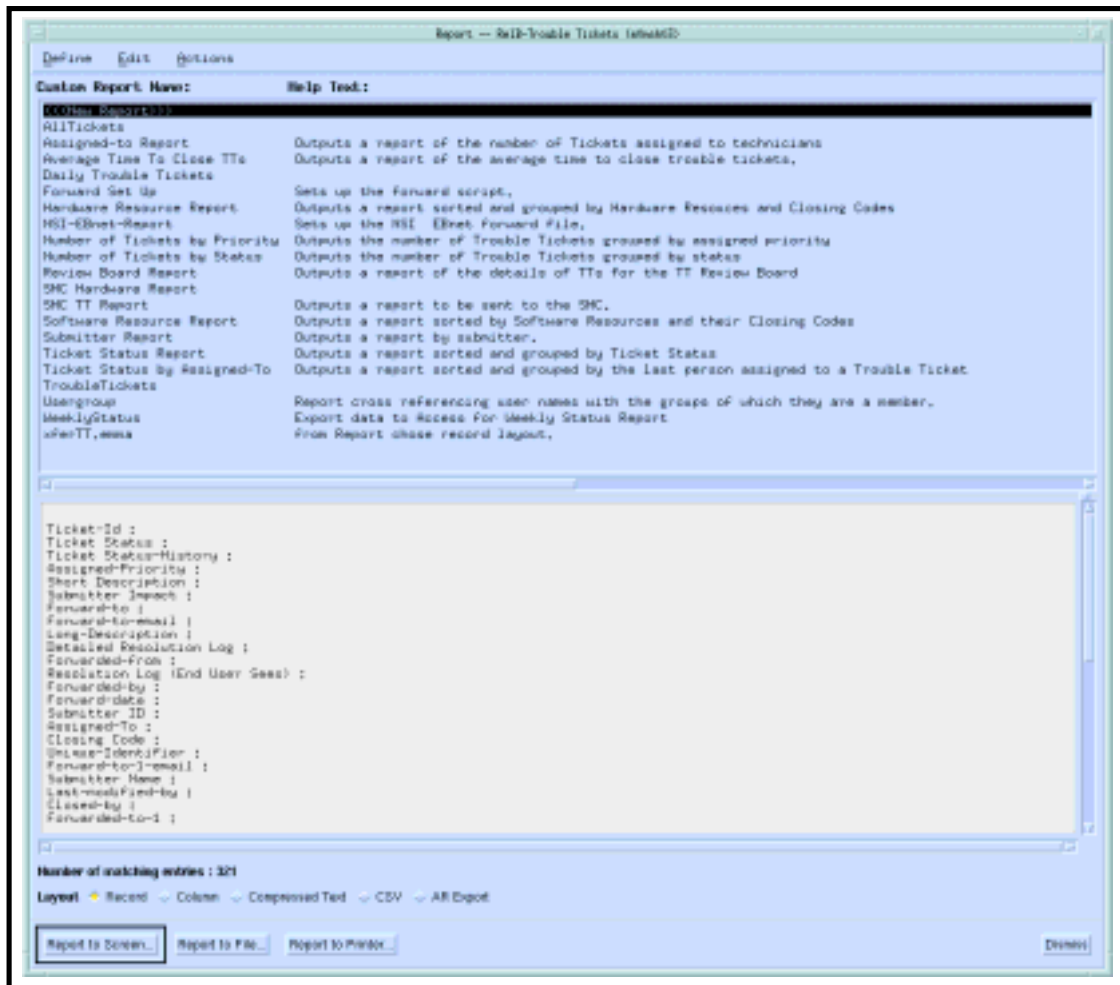 Report -- RelB-Trouble Tickets
Define Edit Actions
Custom Report Name: Help Text:
<<<New Report>>>
AllTickets
Assigned-to Report Outputs a report of the number of Tickets assigned to technicians
Average Time To Close TTs Outputs a report of the average time to close trouble tickets.
Daily Trouble Tickets
Forward Set Up Sets up the forward script.
Hardware Resource Report Outputs a report sorted and grouped by Hardware Resouces and Closing Codes
NSI-EBnet-Report Sets up the NSI EBnet forward file.
Number of Tickets by Priority Outputs the number of Trouble Tickets grouped by assigned priority
Number of Tickets by Status Outputs the number of Trouble Tickets grouped by status
Review Board Report Outputs a report of the details of TTs for the TT Review Board
SMC Hardware Report
SMC TT Report Outputs a report to be sent to the SMC.
Software Resource Report Outputs a report sorted by Software Resources and their Closing Codes
Submitter Report Outputs a report by submitter.
Ticket Status Report Outputs a report sorted and grouped by Ticket Status
Ticket Status by Assigned-To Outputs a report sorted and grouped by the last person assigned to a Trouble Ticket
TroubleTickets
Usergroup Report cross referencing user names with the groups of which they are a member.
WeeklyStatus Export data to Access for Weekly Status Report
xferTT.emma from Report chose record layout.
Ticket-Id :
Ticket Status :
Ticket Status-History :
Assigned-Priority :
Short Description :
Submitter Impact :
Forward-to :
Forward-to-email :
Long-Description :
Detailed Resolution Log :
Forwarded-from :
Resolution Log (End User Sees) :
Forwarded-by :
Forward-date :
Submitter ID :
Assigned-To :
Closing Code :
Unique-Identifier :
Forward-to-1-email :
Submitter Name :
Last-modified-by :
Closed-by :
Forwarded-to-1 :
Number of matching entries : 321
Layout Record Column Compressed Text CSV AR Export
Report to Screen... Report to File... Report to Printer... Dismiss